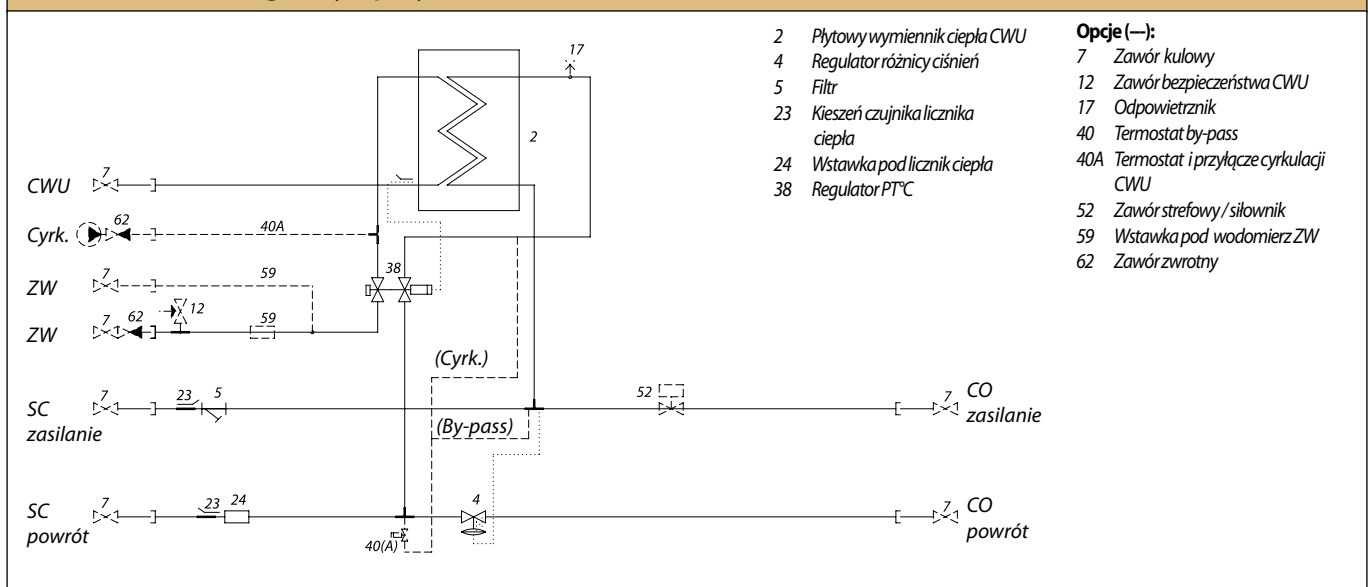 17
2
7
CWU
62
Cyrk.
40A
7
59
38
ZW
12
7
62
59
ZW
(Cyrk.)
7
23
5
52
7
SC
zasilanie
CO
zasilanie
(By-pass)
7
23
24
4
7
SC
powrót
CO
powrót
40(A)
2 Płytowy wymiennik ciepła CWU
4 Regulator różnicy ciśnień
5 Filtr
23 Kieszeń czujnika licznika
ciepła
24 Wstawka pod licznik ciepła
38 Regulator PT°C
Opcje (---):
7 Zawór kulowy
12 Zawór bezpieczeństwa CWU
17 Odpowietrznik
40 Termostat by-pass
40A Termostat i przyłącze cyrkulacji
CWU
52 Zawór strefowy / siłownik
59 Wstawka pod wodomierz ZW
62 Zawór zwrotny